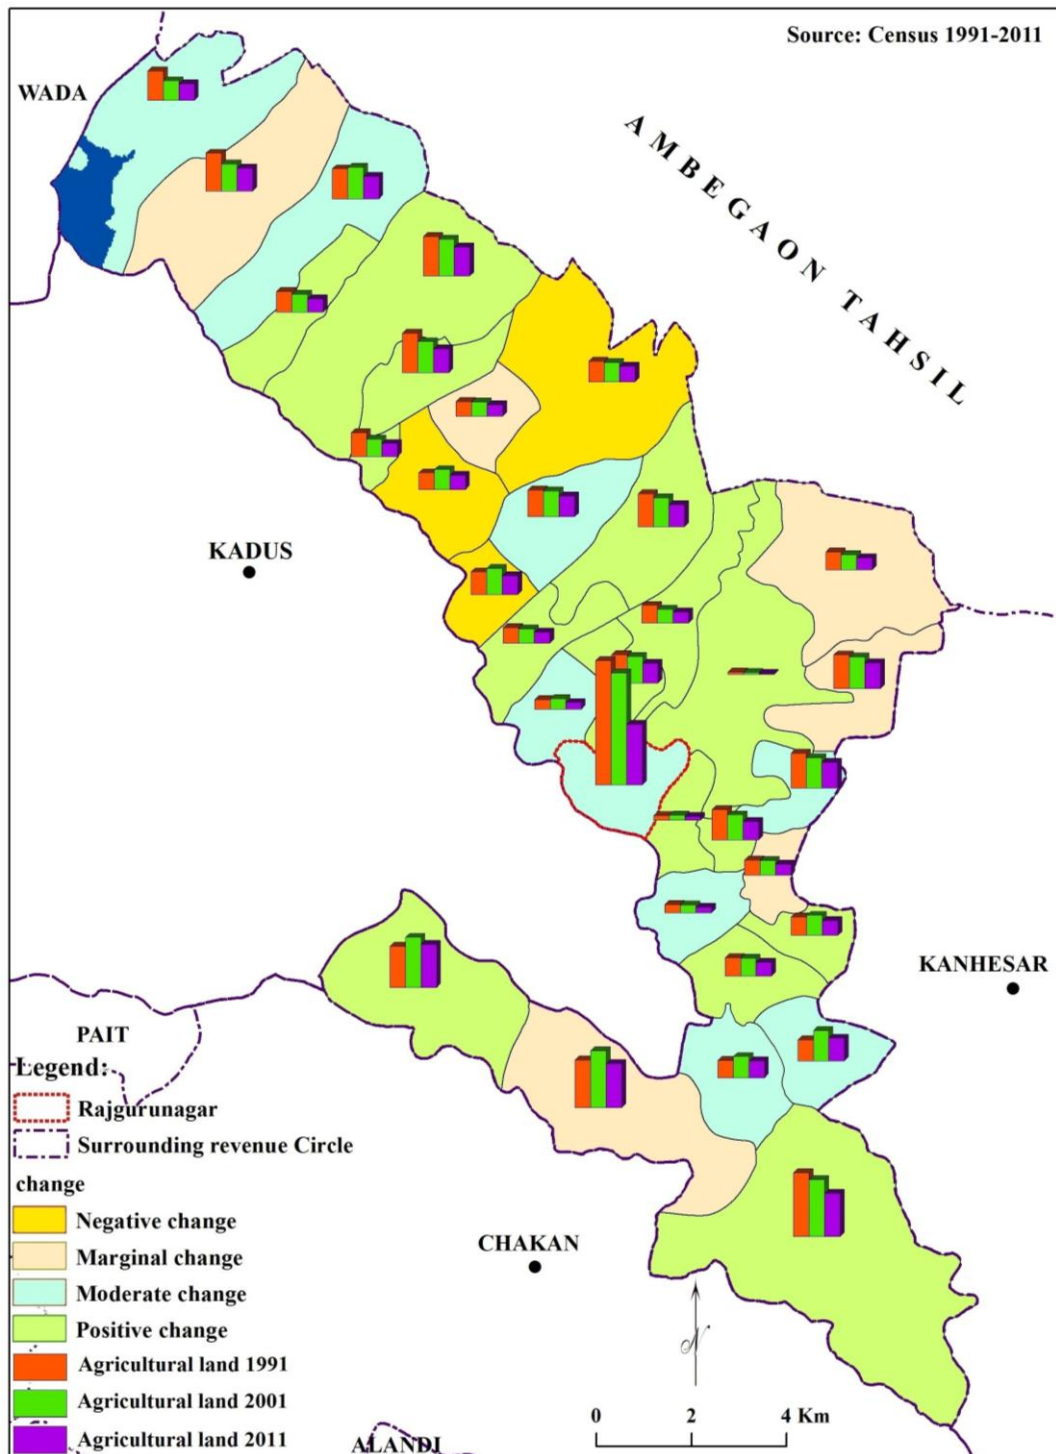 Source: Census 1991-2011
WADA
AMBEGAON TAHSIL
KADUS
KANHESAR
PAIT
Legend:
Rajgurunagar
Surrounding revenue Circle
change
Negative change
Marginal change
Moderate change
Positive change
Agricultural land 1991
Agricultural land 2001
Agricultural land 2011
CHAKAN
N
0 2 4 Km
ALANDI